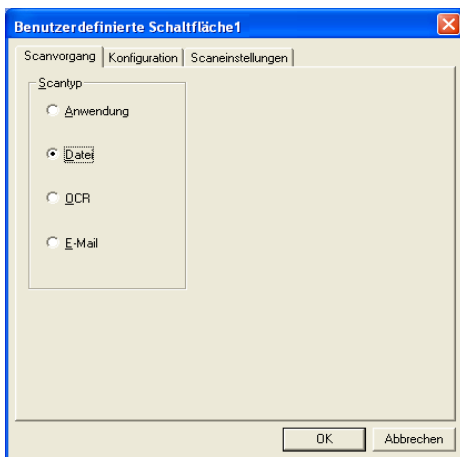 Benutzerdefinierte Schaltfläche1
Scanvorgang Konfiguration Scaneinstellungen
Scantyp
Anwendung
Datei
OCR
E-Mail
OK Abbrechen